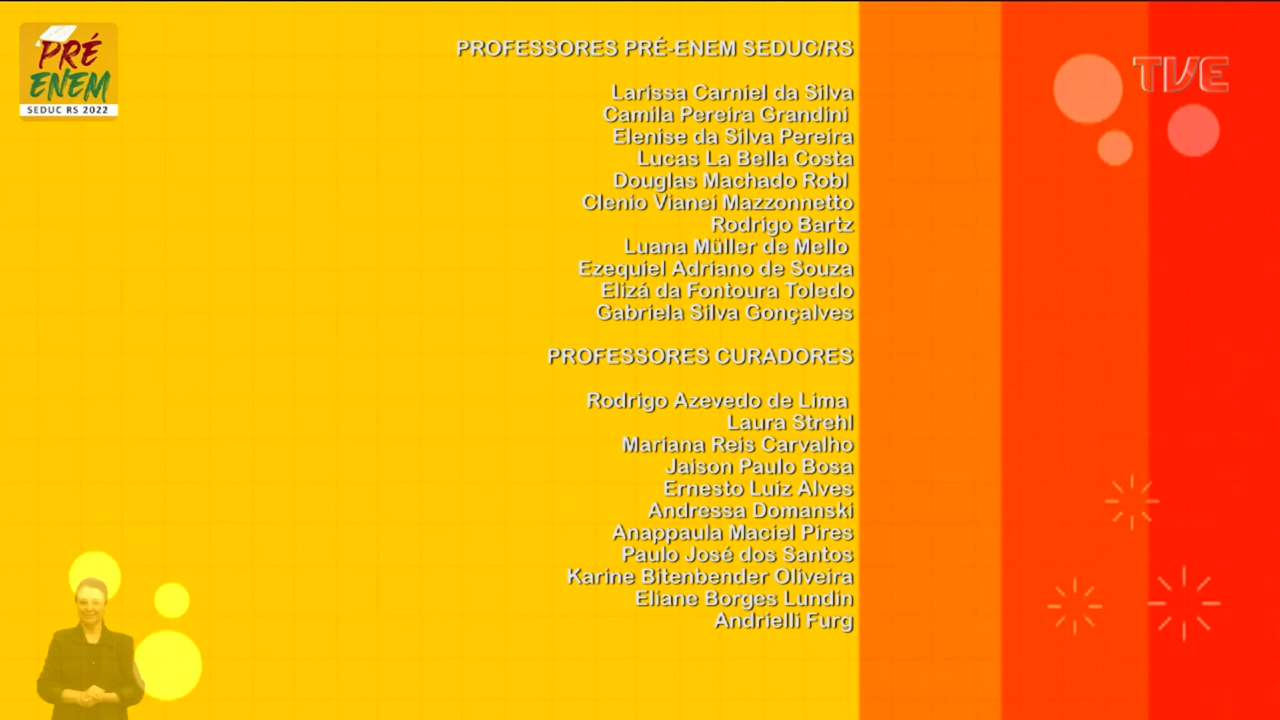 PRÉ
ENEM
SEDUC RS 2022
TVE
PROFESSORES PRÉ-ENEM SEDUC/RS
Larissa Carniel da Silva
Camila Pereira Grandini
Elenise da Silva Pereira
Lucas La Bella Costa
Douglas Machado Robl
Clenio Vianei Mazzonnetto
Rodrigo Bartz
Luana Müller de Mello
Ezequiel Adriano de Souza
Elizá da Fontoura Toledo
Gabriela Silva Gonçalves
PROFESSORES CURADORES
Rodrigo Azevedo de Lima
Laura Strehl
Mariana Reis Carvalho
Jaison Paulo Bosa
Ernesto Luiz Alves
Andressa Domanski
Anappaula Maciel Pires
Paulo José dos Santos
Karine Bitenbender Oliveira
Eliane Borges Lundin
Andrielli Furg